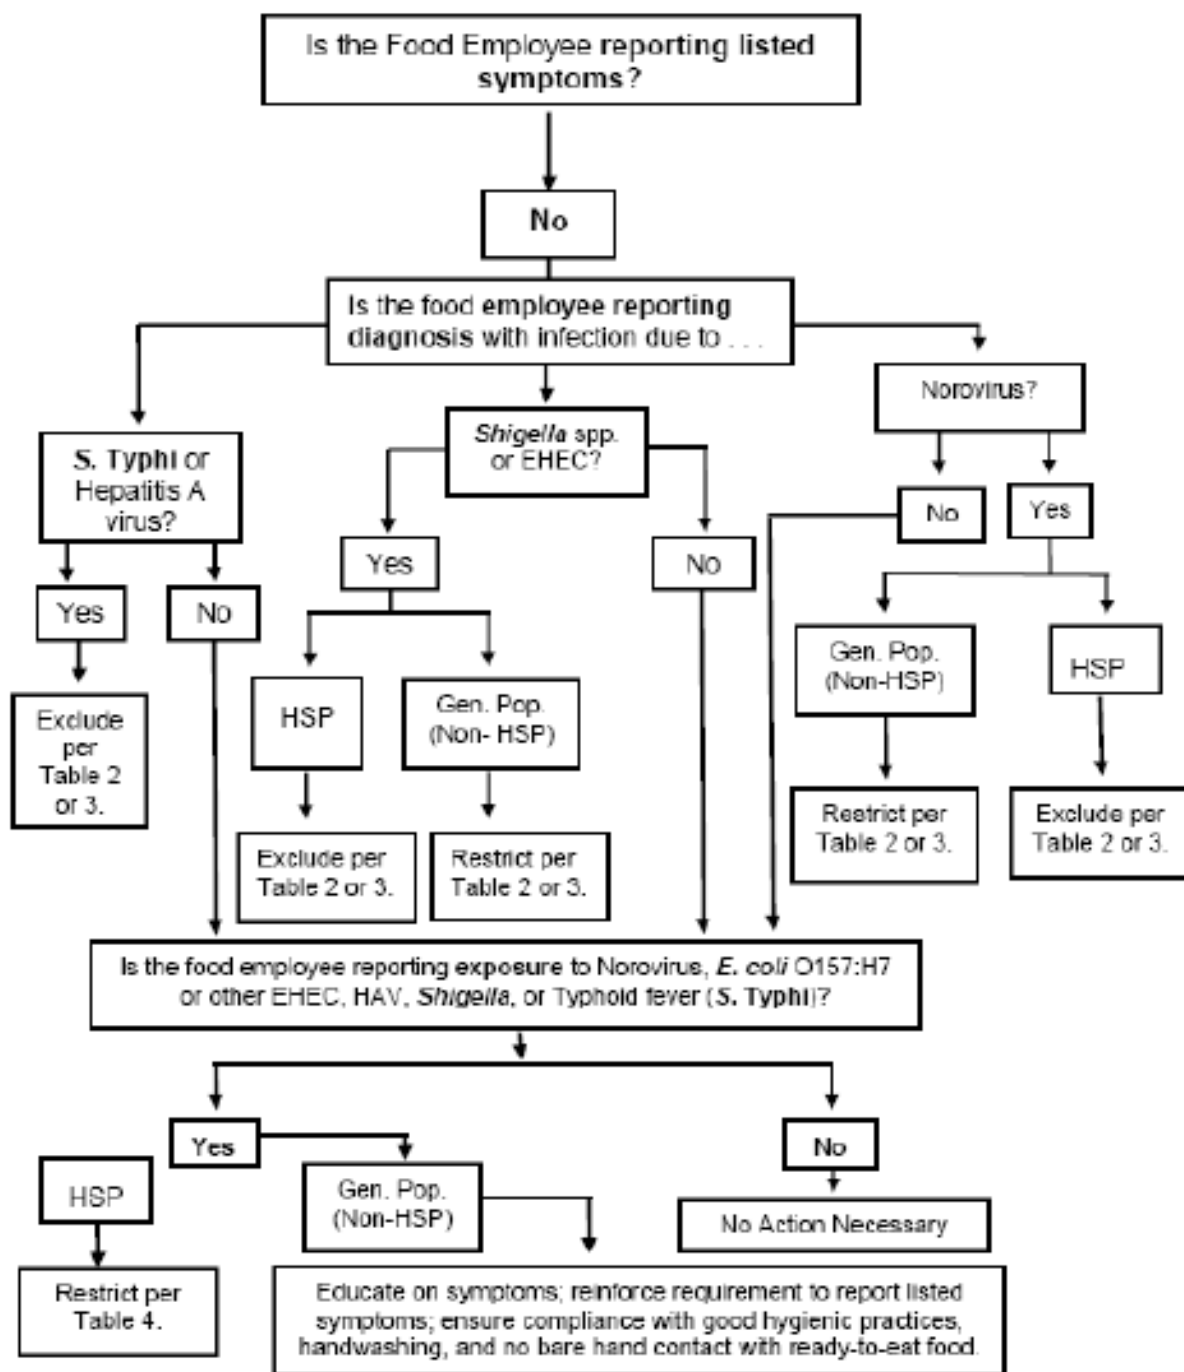 Is the Food Employee reporting listed
symptoms?
No
Is the food employee reporting
diagnosis with infection due to . . .
Norovirus?
Shigella spp.
or EHEC?
S. Typhi or
Hepatitis A
virus?
No
Yes
Yes
No
Yes
No
Gen. Pop.
(Non-HSP)
HSP
HSP
Gen. Pop.
(Non- HSP)
Exclude
per
Table 2
or 3.
Restrict per
Table 2 or 3.
Exclude per
Table 2 or 3.
Exclude per
Table 2 or 3.
Restrict per
Table 2 or 3.
Is the food employee reporting exposure to Norovirus, E. coli O157:H7
or other EHEC, HAV, Shigella, or Typhoid fever (S. Typhi)?
Yes
No
HSP
Gen. Pop.
(Non-HSP)
No Action Necessary
Restrict per
Table 4.
Educate on symptoms; reinforce requirement to report listed
symptoms; ensure compliance with good hygienic practices,
handwashing, and no bare hand contact with ready-to-eat food.